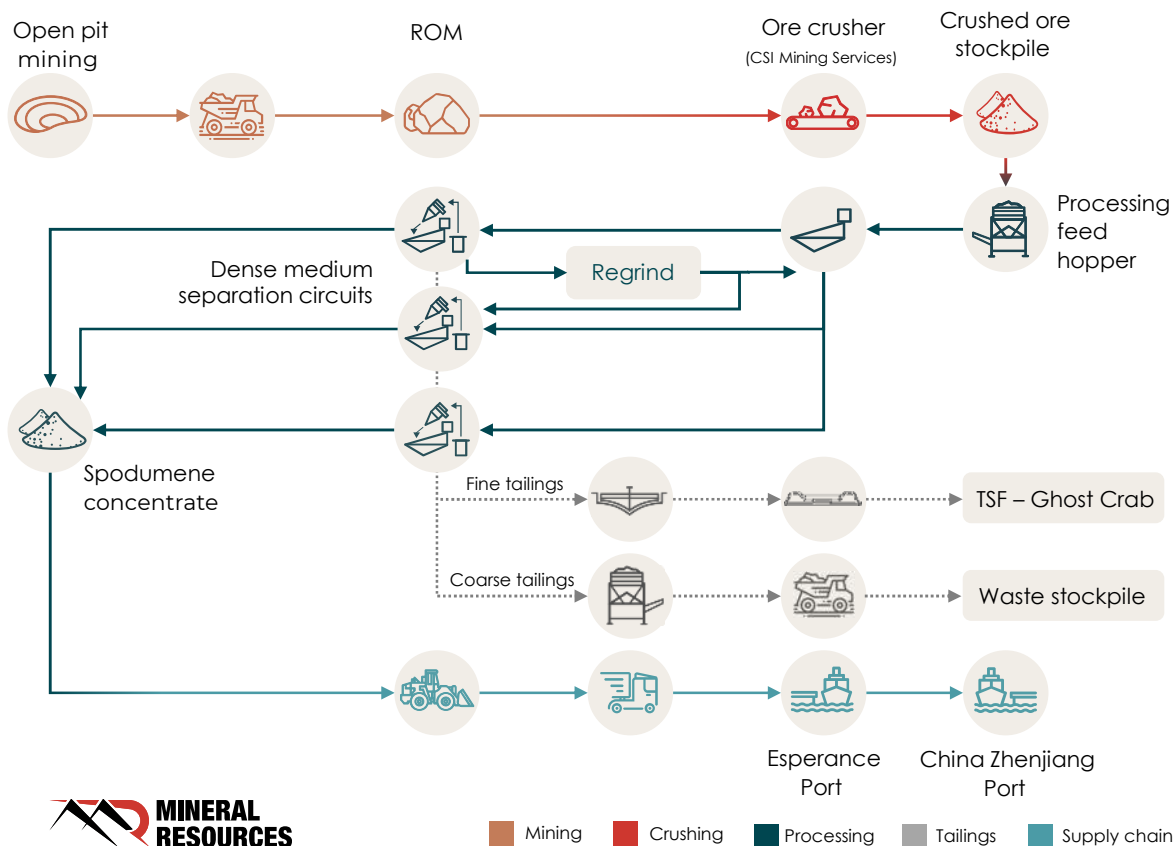 Open pit
mining
ROM
Ore crusher
(CSI Mining Services)
Crushed ore
stockpile
Processing
feed
hopper
Dense medium
separation circuits
Regrind
Spodumene
concentrate
Fine tailings
TSF – Ghost Crab
Coarse tailings
Waste stockpile
Esperance
Port
China Zhenjiang
Port
MINERAL
RESOURCES
Mining
Crushing
Processing
Tailings
Supply chain